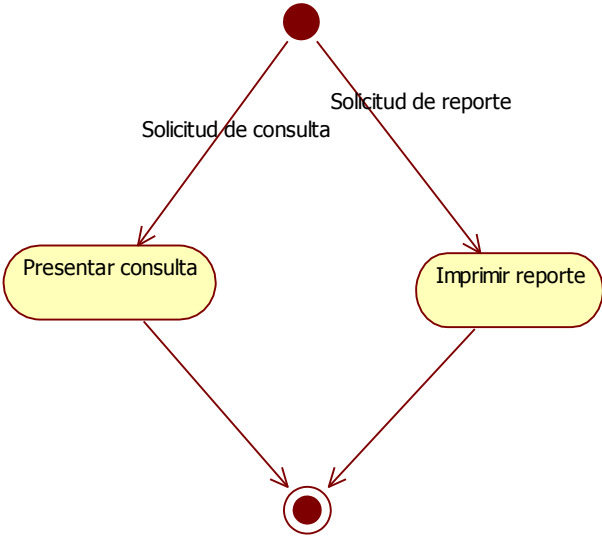 Solicitud de reporte
Solicitud de consulta
Presentar consulta
Imprimir reporte